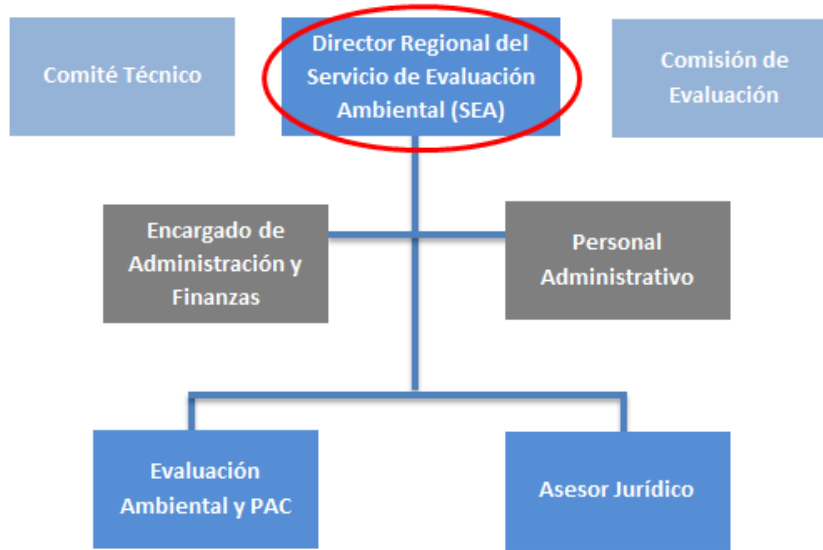 Comité Técnico
Director Regional del
Servicio de Evaluación
Ambiental (SEA)
Comisión de
Evaluación
Encargado de
Administración y
Finanzas
Personal
Administrativo
Evaluación
Ambiental y PAC
Asesor Jurídico